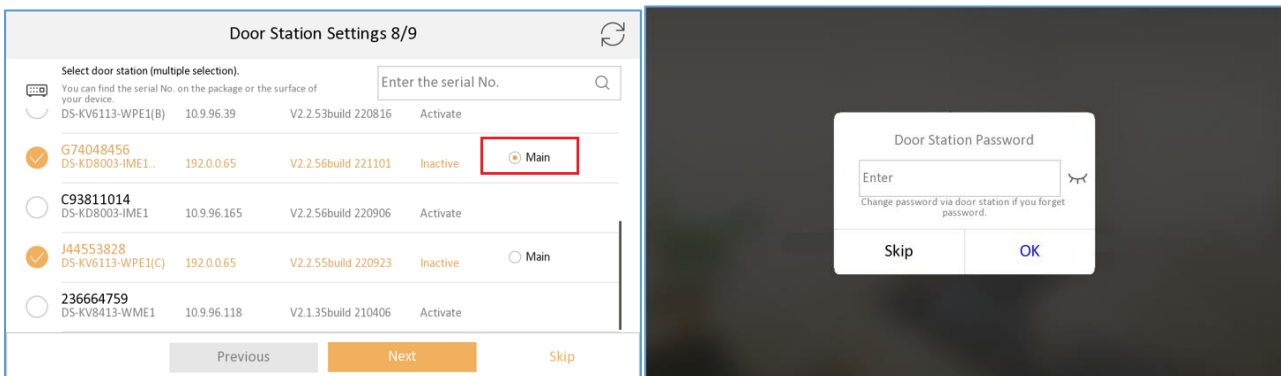 Door Station Settings 8/9
Select door station (multiple selection).
You can find the serial No. on the package or the surface of
your device.
Enter the serial No.
DS-KV6113-WPE1(B) 10.9.96.39 V2.2.53build 220816 Activate
G74048456
DS-KD8003-IME1... 192.0.0.65 V2.2.56build 221101 Inactive Main
C93811014
DS-KD8003-IME1 10.9.96.165 V2.2.56build 220906 Activate
J44553828
DS-KV6113-WPE1(C) 192.0.0.65 V2.2.55build 220923 Inactive Main
236664759
DS-KV8413-WME1 10.9.96.118 V2.1.35build 210406 Activate
Previous Next Skip
Door Station Password
Enter
Change password via door station if you forget
password.
Skip OK